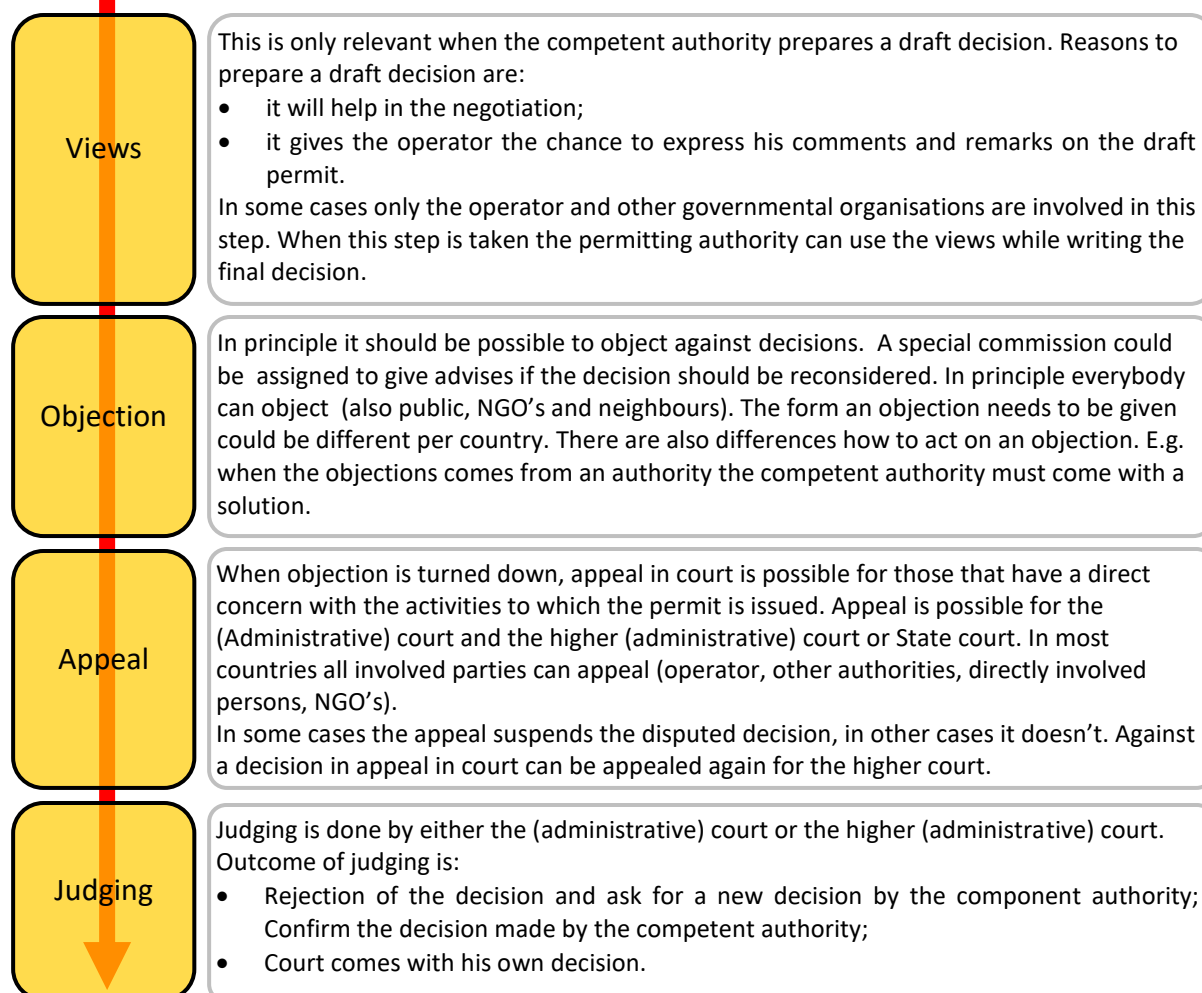 Views
This is only relevant when the competent authority prepares a draft decision. Reasons to
prepare a draft decision are:
• it will help in the negotiation;
• it gives the operator the chance to express his comments and remarks on the draft
permit.
In some cases only the operator and other governmental organisations are involved in this
step. When this step is taken the permitting authority can use the views while writing the
final decision.
Objection
In principle it should be possible to object against decisions.  A special commission could
be  assigned to give advises if the decision should be reconsidered. In principle everybody
can object  (also public, NGO’s and neighbours). The form an objection needs to be given
could be different per country. There are also differences how to act on an objection. E.g.
when the objections comes from an authority the competent authority must come with a
solution.
Appeal
When objection is turned down, appeal in court is possible for those that have a direct
concern with the activities to which the permit is issued. Appeal is possible for the
(Administrative) court and the higher (administrative) court or State court. In most
countries all involved parties can appeal (operator, other authorities, directly involved
persons, NGO’s).
In some cases the appeal suspends the disputed decision, in other cases it doesn’t. Against
a decision in appeal in court can be appealed again for the higher court.
Judging
Judging is done by either the (administrative) court or the higher (administrative) court.
Outcome of judging is:
• Rejection of the decision and ask for a new decision by the component authority;
Confirm the decision made by the competent authority;
• Court comes with his own decision.